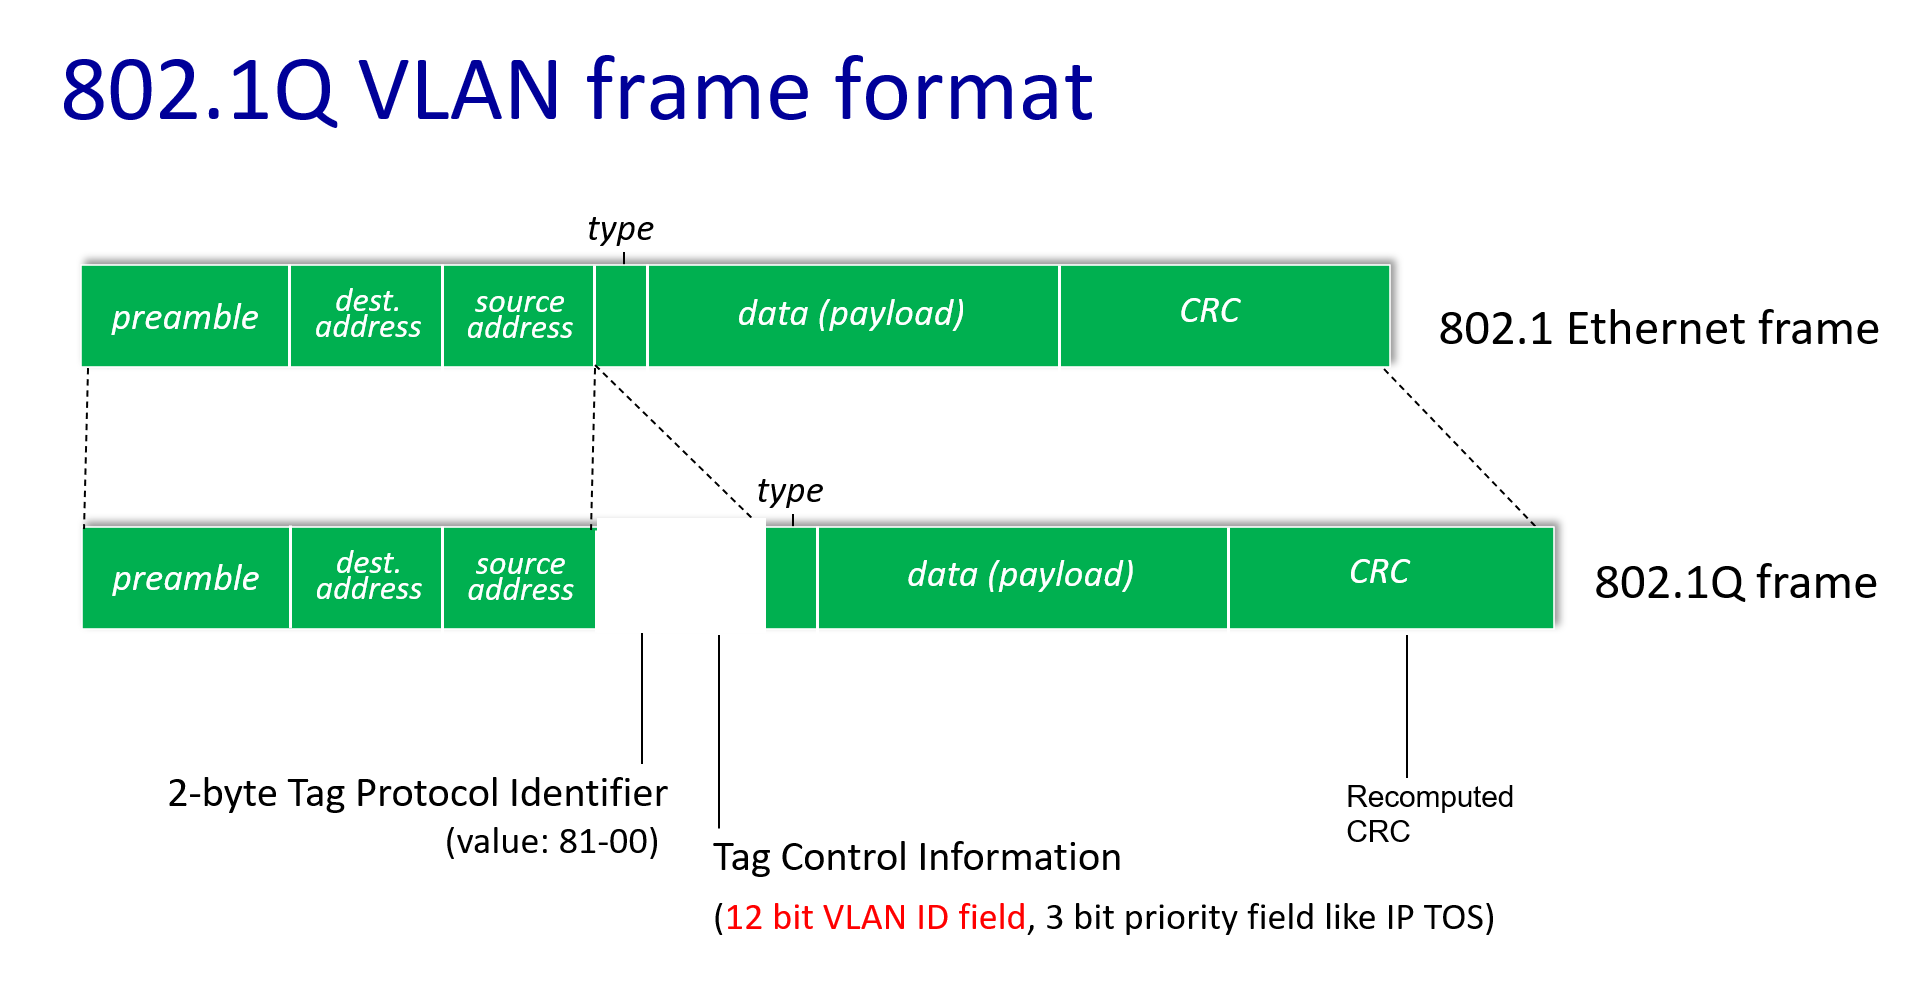 802.1Q VLAN frame format
type
preamble
dest.
address
source
address
data (payload)
CRC
802.1 Ethernet frame
type
preamble
dest.
address
source
address
data (payload)
CRC
802.1Q frame
2-byte Tag Protocol Identifier
(value: 81-00)
Recomputed
CRC
Tag Control Information
(12 bit VLAN ID field, 3 bit priority field like IP TOS)